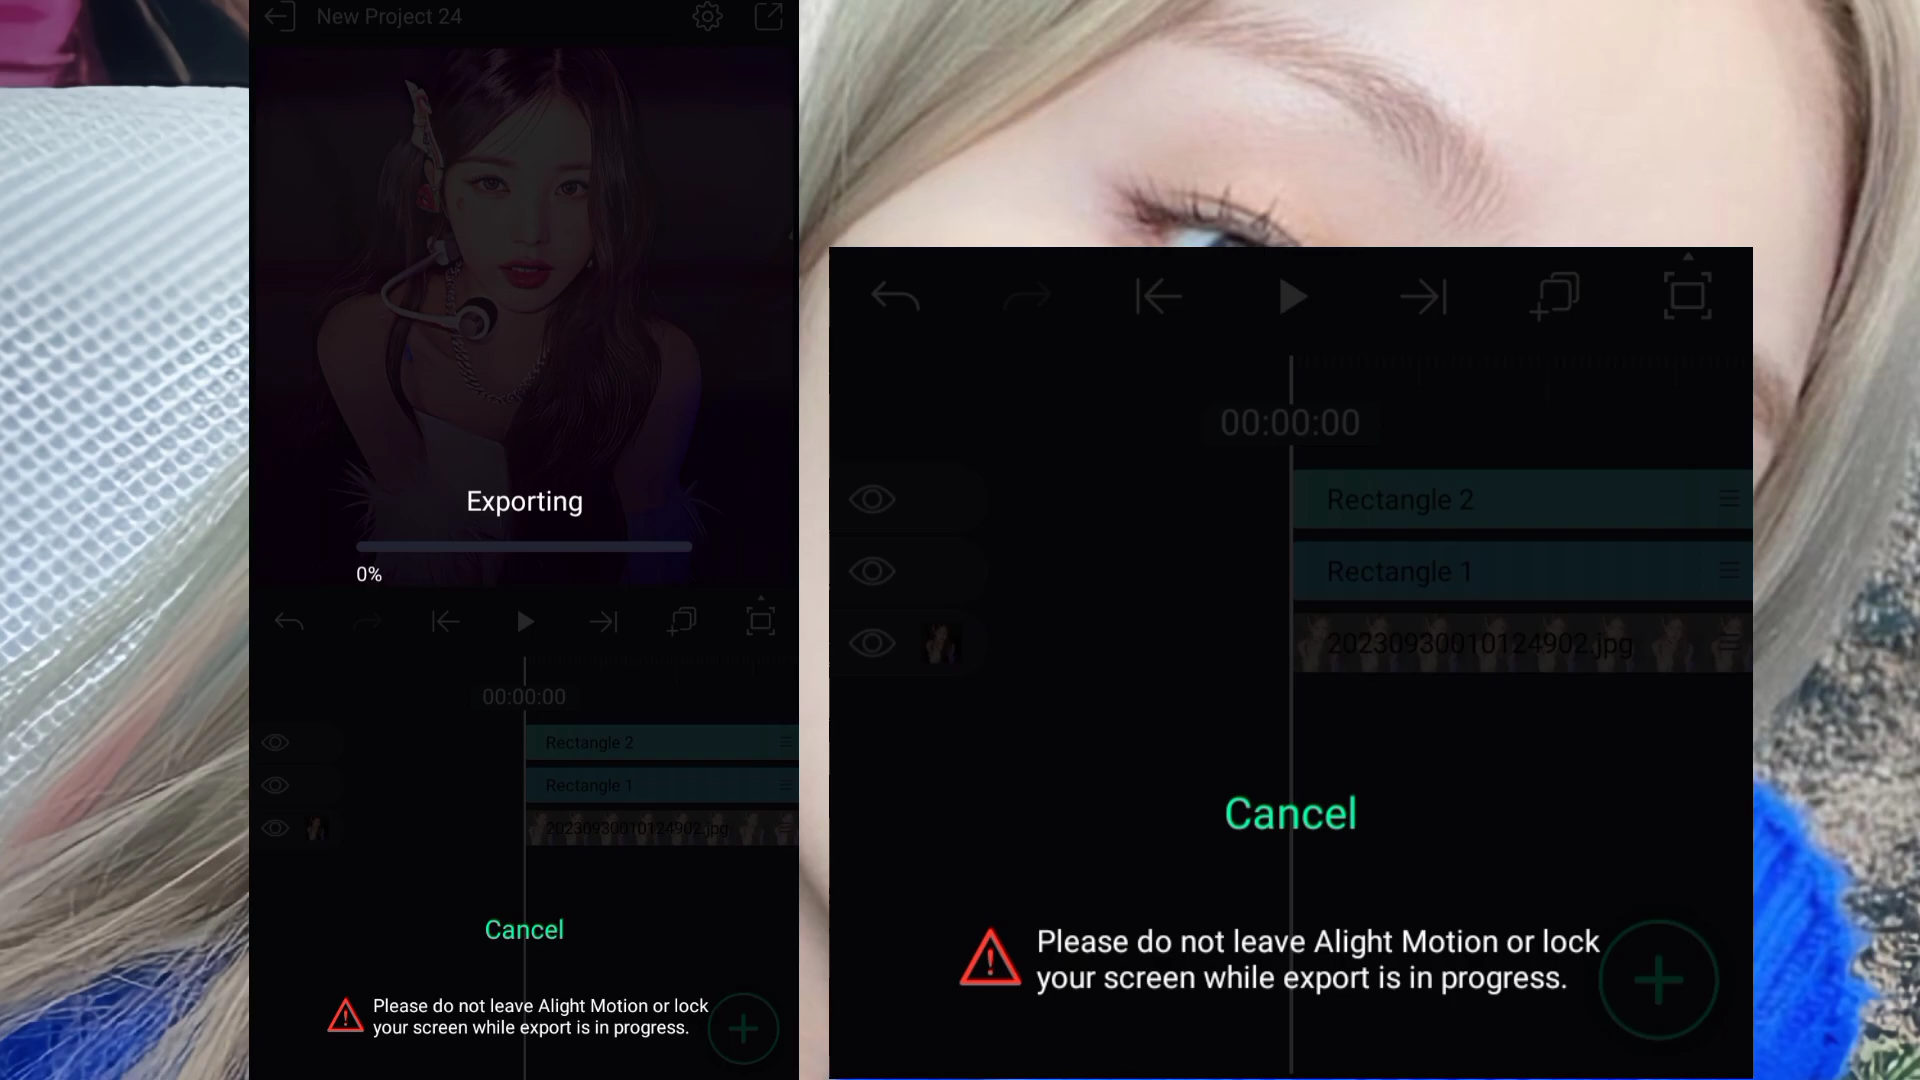 New Project 24
Exporting
0%
00:00:00
Rectangle 2
Rectangle 1
20230930010124902.jpg
Cancel
Please do not leave Alight Motion or lock
your screen while export is in progress.
00:00:00
Rectangle 2
Rectangle 1
20230930010124902.jpg
Cancel
Please do not leave Alight Motion or lock
your screen while export is in progress.